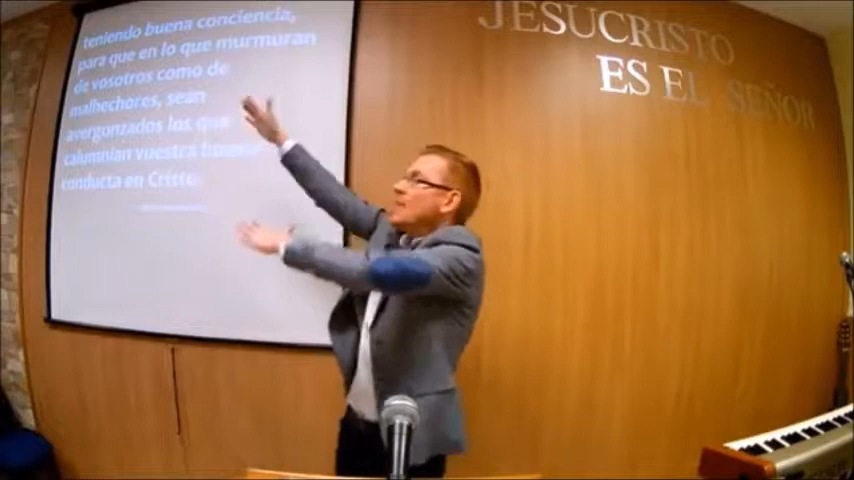 teniendo buena conciencia,
para que en lo que murmuran
de vosotros como de
malhechores, sean
avergonzados los que
calumnian vuestra buena
conducta en Cristo.
JESUCRISTO
ES EL SEÑOR